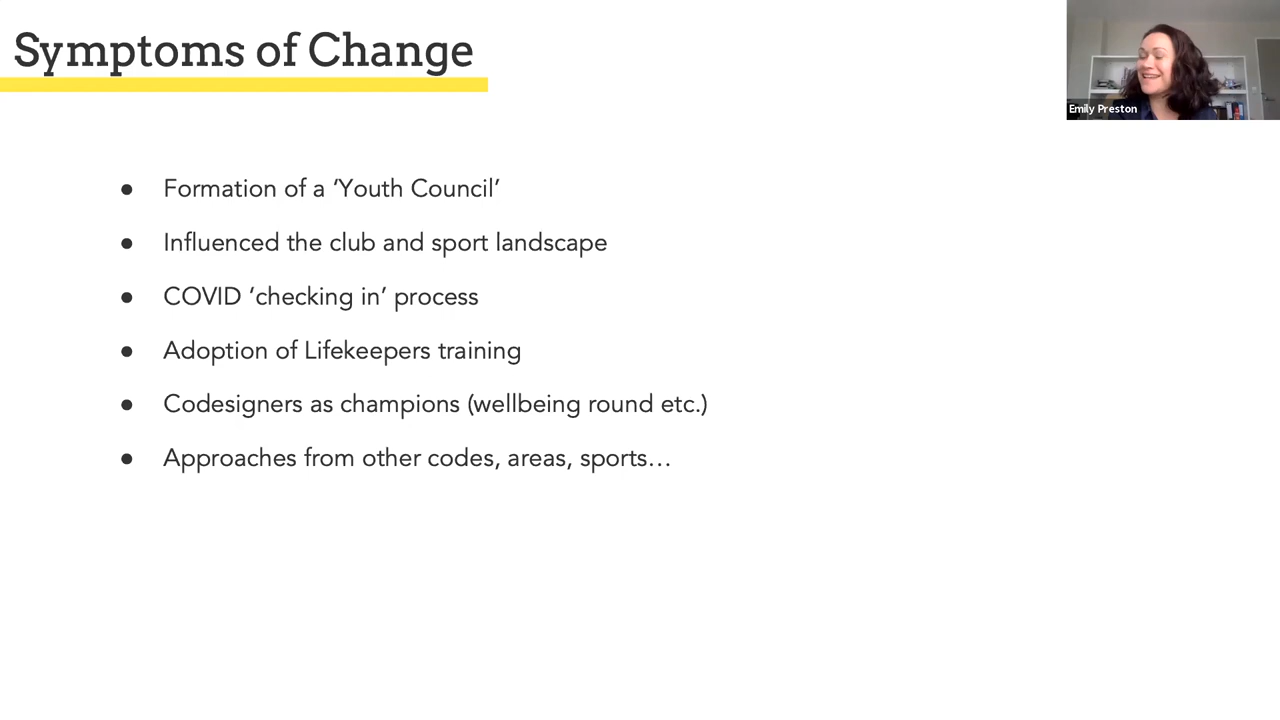 Symptoms of Change
Emily Preston
● Formation of a ‘Youth Council’
● Influenced the club and sport landscape
● COVID ‘checking in’ process
● Adoption of Lifekeepers training
● Codesigners as champions (wellbeing round etc.)
● Approaches from other codes, areas, sports…